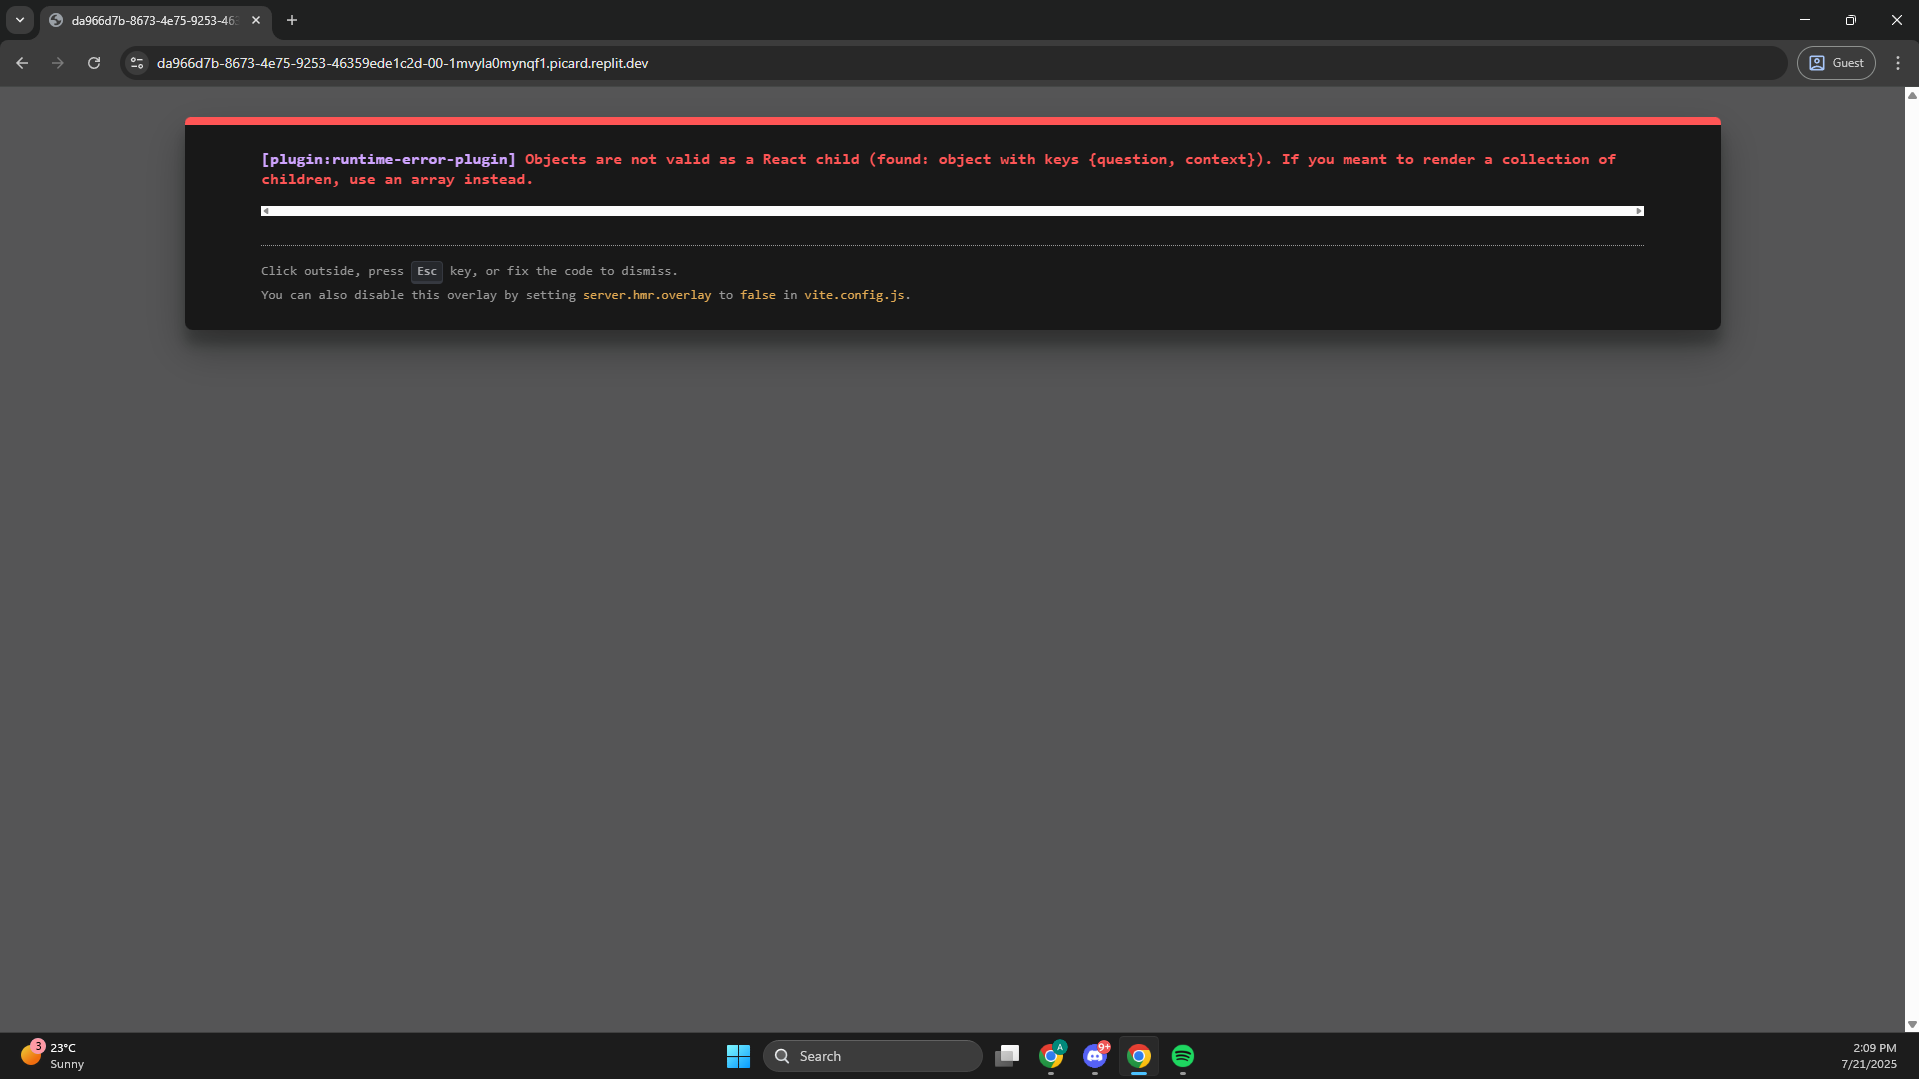 da966d7b-8673-4e75-9253-463
da966d7b-8673-4e75-9253-46359ede1c2d-00-1mvyla0mynqf1.picard.replit.dev
Guest
[plugin:runtime-error-plugin] Objects are not valid as a React child (found: object with keys {question, context}). If you meant to render a collection of
children, use an array instead.
Click outside, press Esc key, or fix the code to dismiss.
You can also disable this overlay by setting server.hmr.overlay to false in vite.config.js.
3
23°C
Sunny
Search
A
9+
2:09 PM
7/21/2025